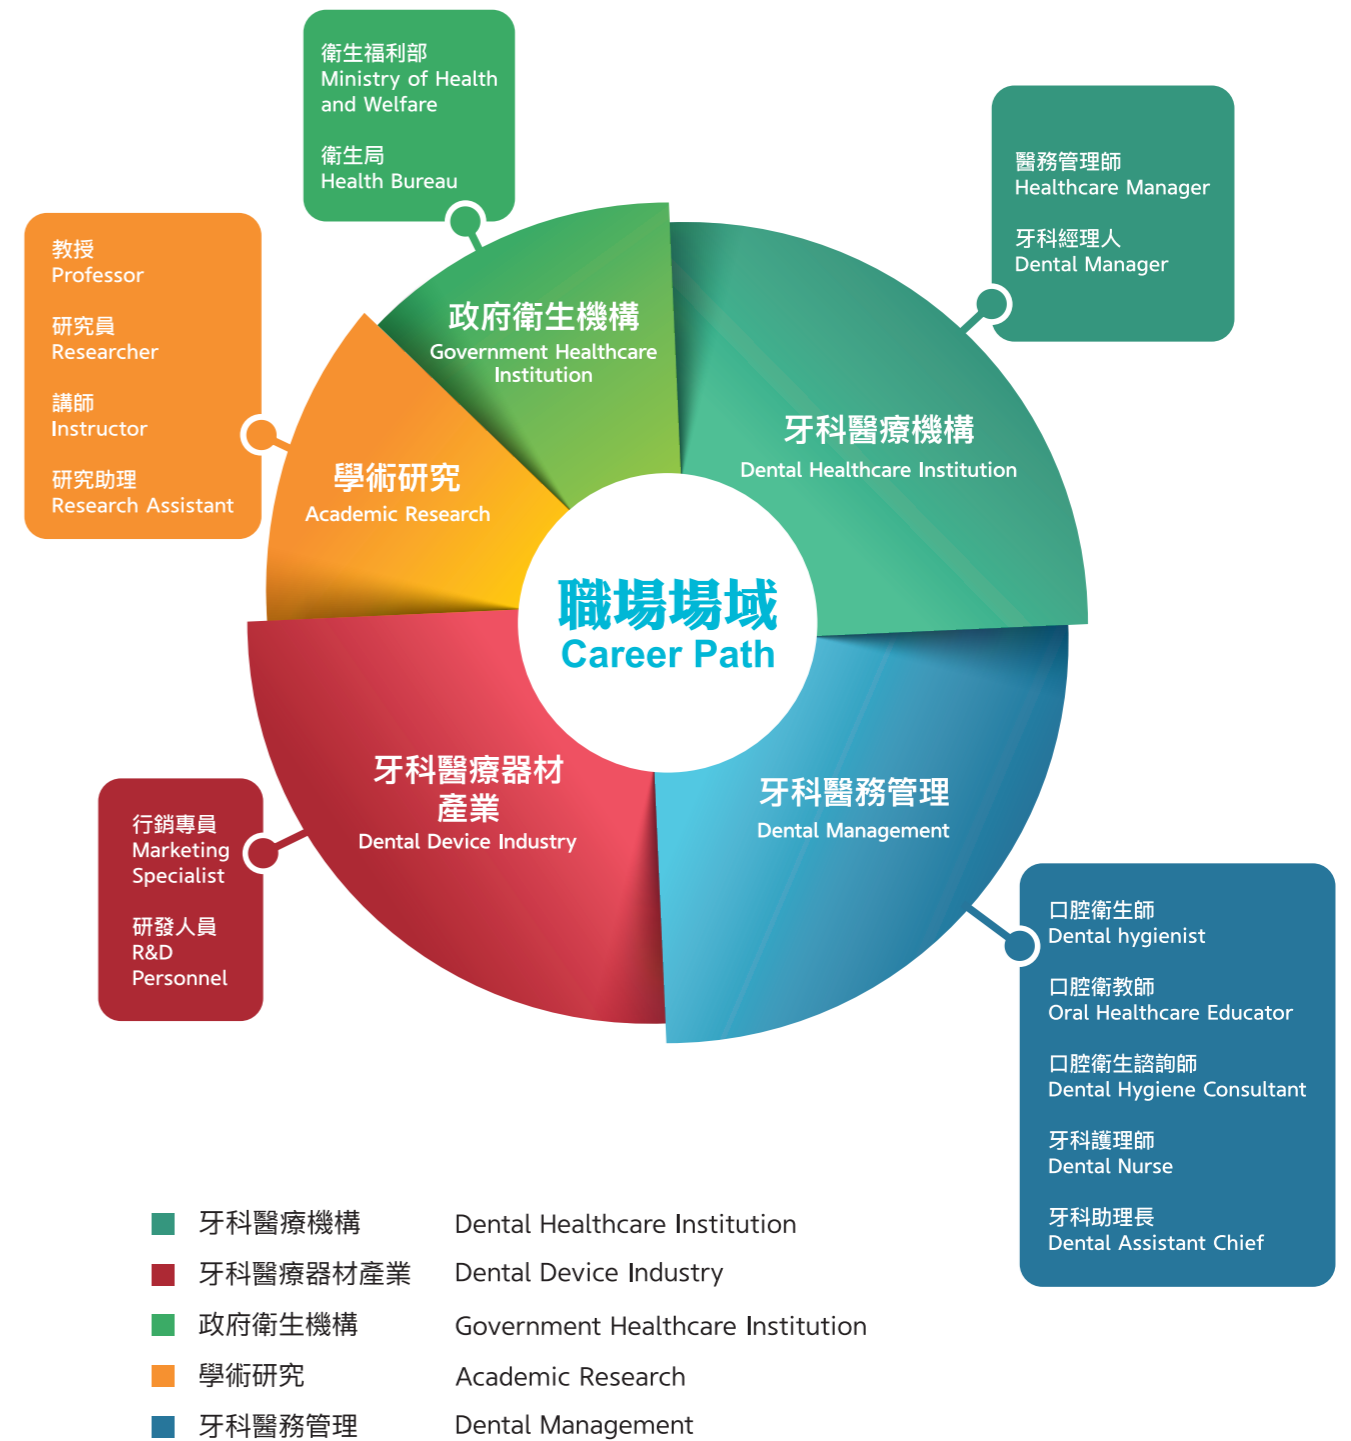 衛生福利部
Ministry of Health
and Welfare
衛生局
Health Bureau
醫務管理師
Healthcare Manager
牙科經理人
Dental Manager
教授
Professor
研究員
Researcher
講師
Instructor
研究助理
Research Assistant
政府衛生機構
Government Healthcare
Institution
牙科醫療機構
Dental Healthcare Institution
學術研究
Academic Research
職場場域
Career Path
牙科醫療器材
產業
Dental Device Industry
牙科醫務管理
Dental Management
行銷專員
Marketing
Specialist
研發人員
R&D
Personnel
口腔衛生師
Dental hygienist
口腔衛教師
Oral Healthcare Educator
口腔衛生諮詢師
Dental Hygiene Consultant
牙科護理師
Dental Nurse
牙科助理長
Dental Assistant Chief
牙科醫療機構 Dental Healthcare Institution
牙科醫療器材產業 Dental Device Industry
政府衛生機構 Government Healthcare Institution
學術研究 Academic Research
牙科醫務管理 Dental Management